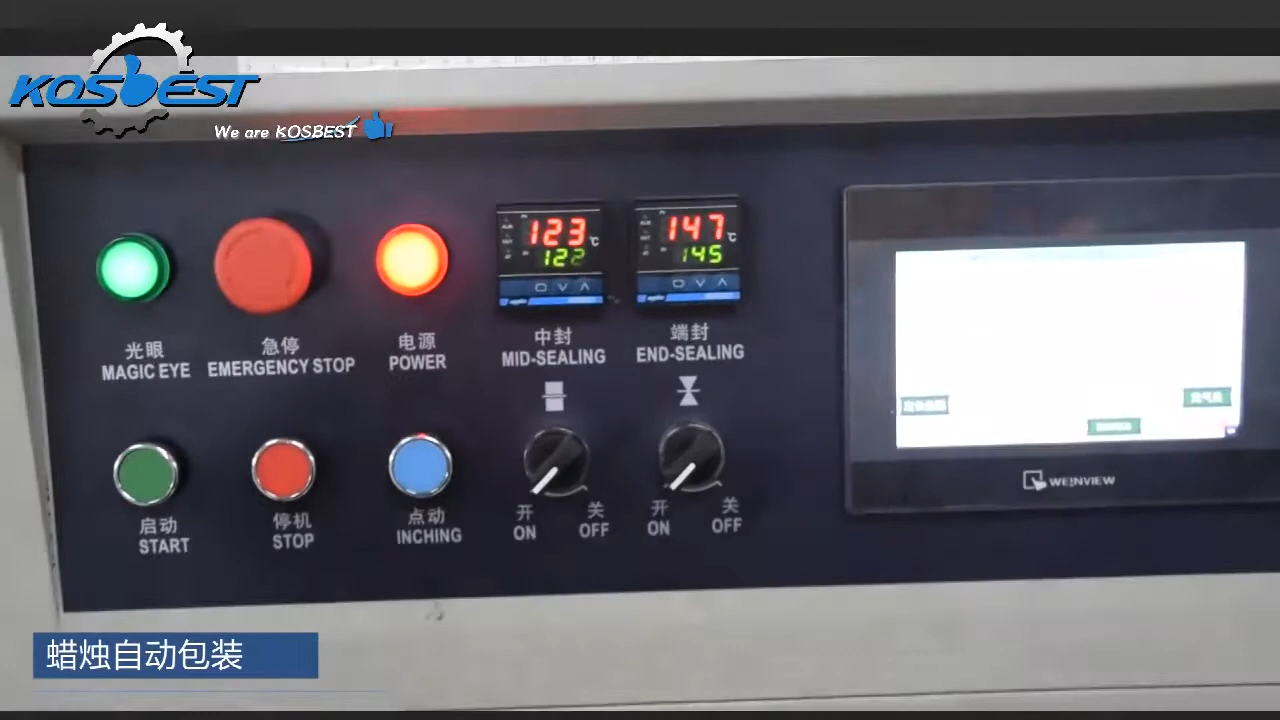 KOSBEST
We are KOSBEST
123 ℃
122
147 ℃
145
光眼
MAGIC EYE
急停
EMERGENCY STOP
电源
POWER
中封
MID-SEALING
端封
END-SEALING
启动
START
停机
STOP
点动
INCHING
开
ON
关
OFF
开
ON
关
OFF
WEINVIEW
蜡烛自动包装